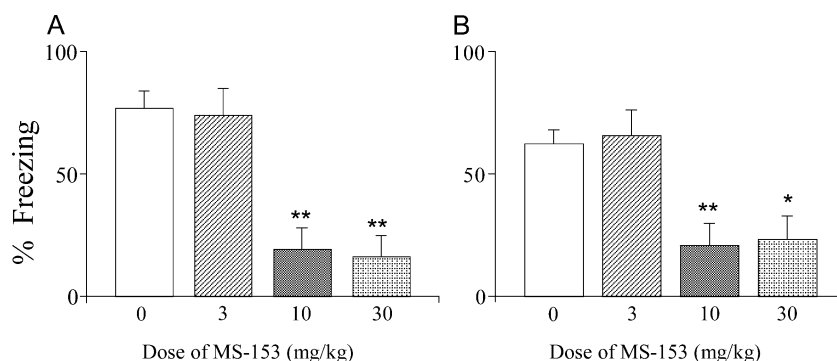 A
B
100
100
% Freezing
50
50
** **
** *
0
0
0 3 10 30
0 3 10 30
Dose of MS-153 (mg/kg)
Dose of MS-153 (mg/kg)